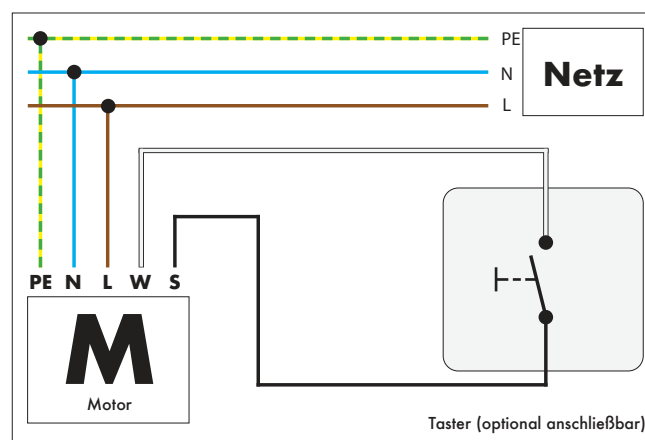 PE
N
L
Netz
PE N L W S
M
Motor
Taster (optional anschließbar)